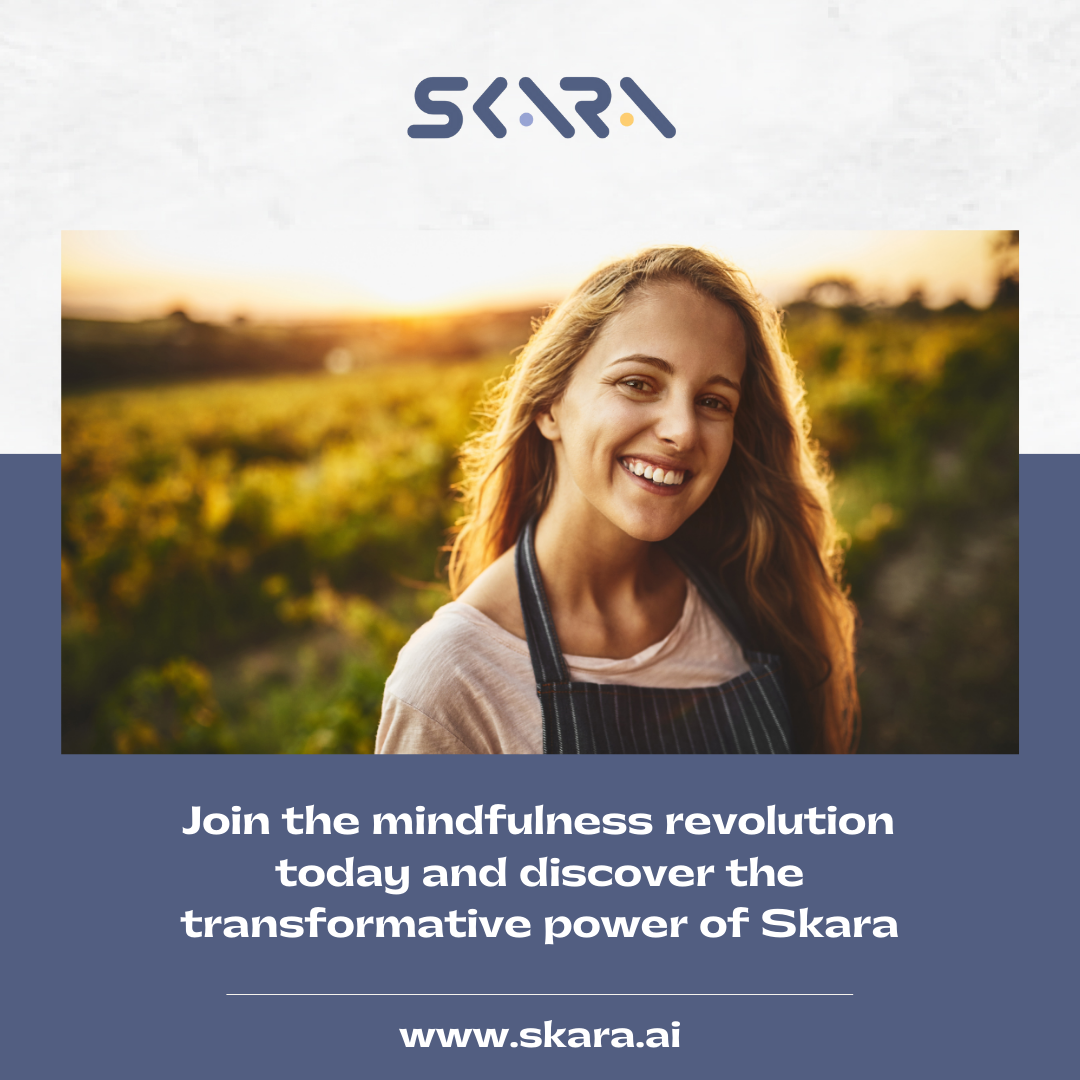 SKARA
Join the mindfulness revolution
today and discover the
transformative power of Skara
www.skara.ai